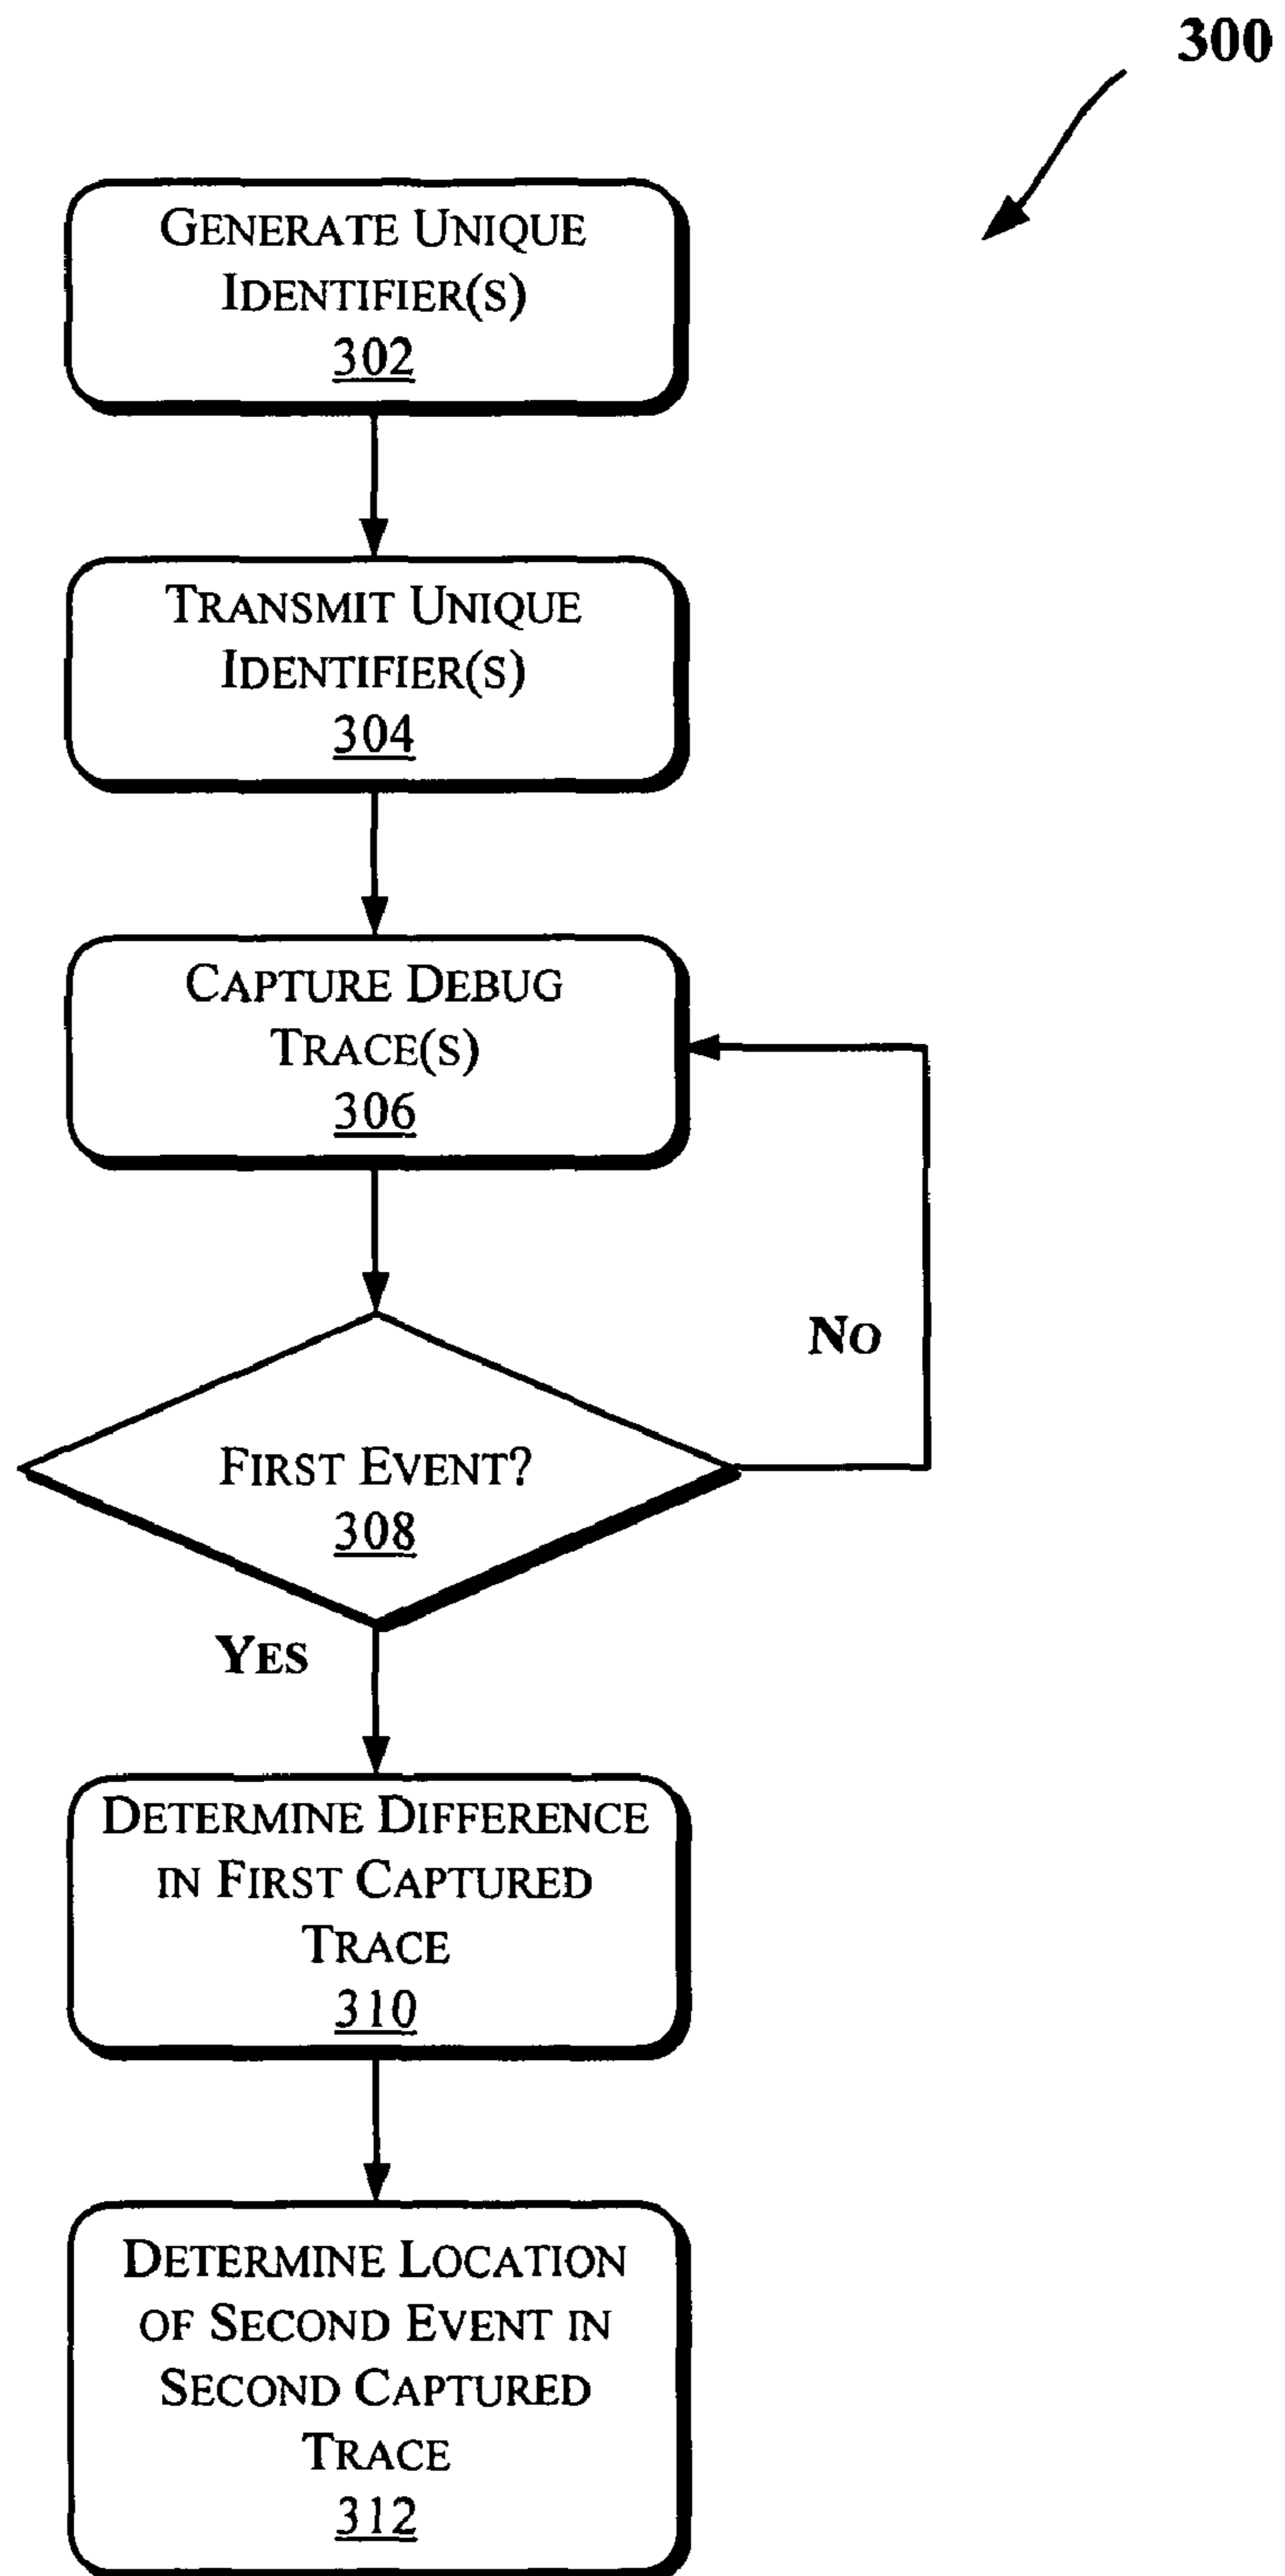 300
GENERATE UNIQUE
IDENTIFIER(S)
302
TRANSMIT UNIQUE
IDENTIFIER(S)
304
CAPTURE DEBUG
TRACE(S)
306
NO
FIRST EVENT?
308
YES
DETERMINE DIFFERENCE
IN FIRST CAPTURED
TRACE
310
DETERMINE LOCATION
OF SECOND EVENT IN
SECOND CAPTURED
TRACE
312